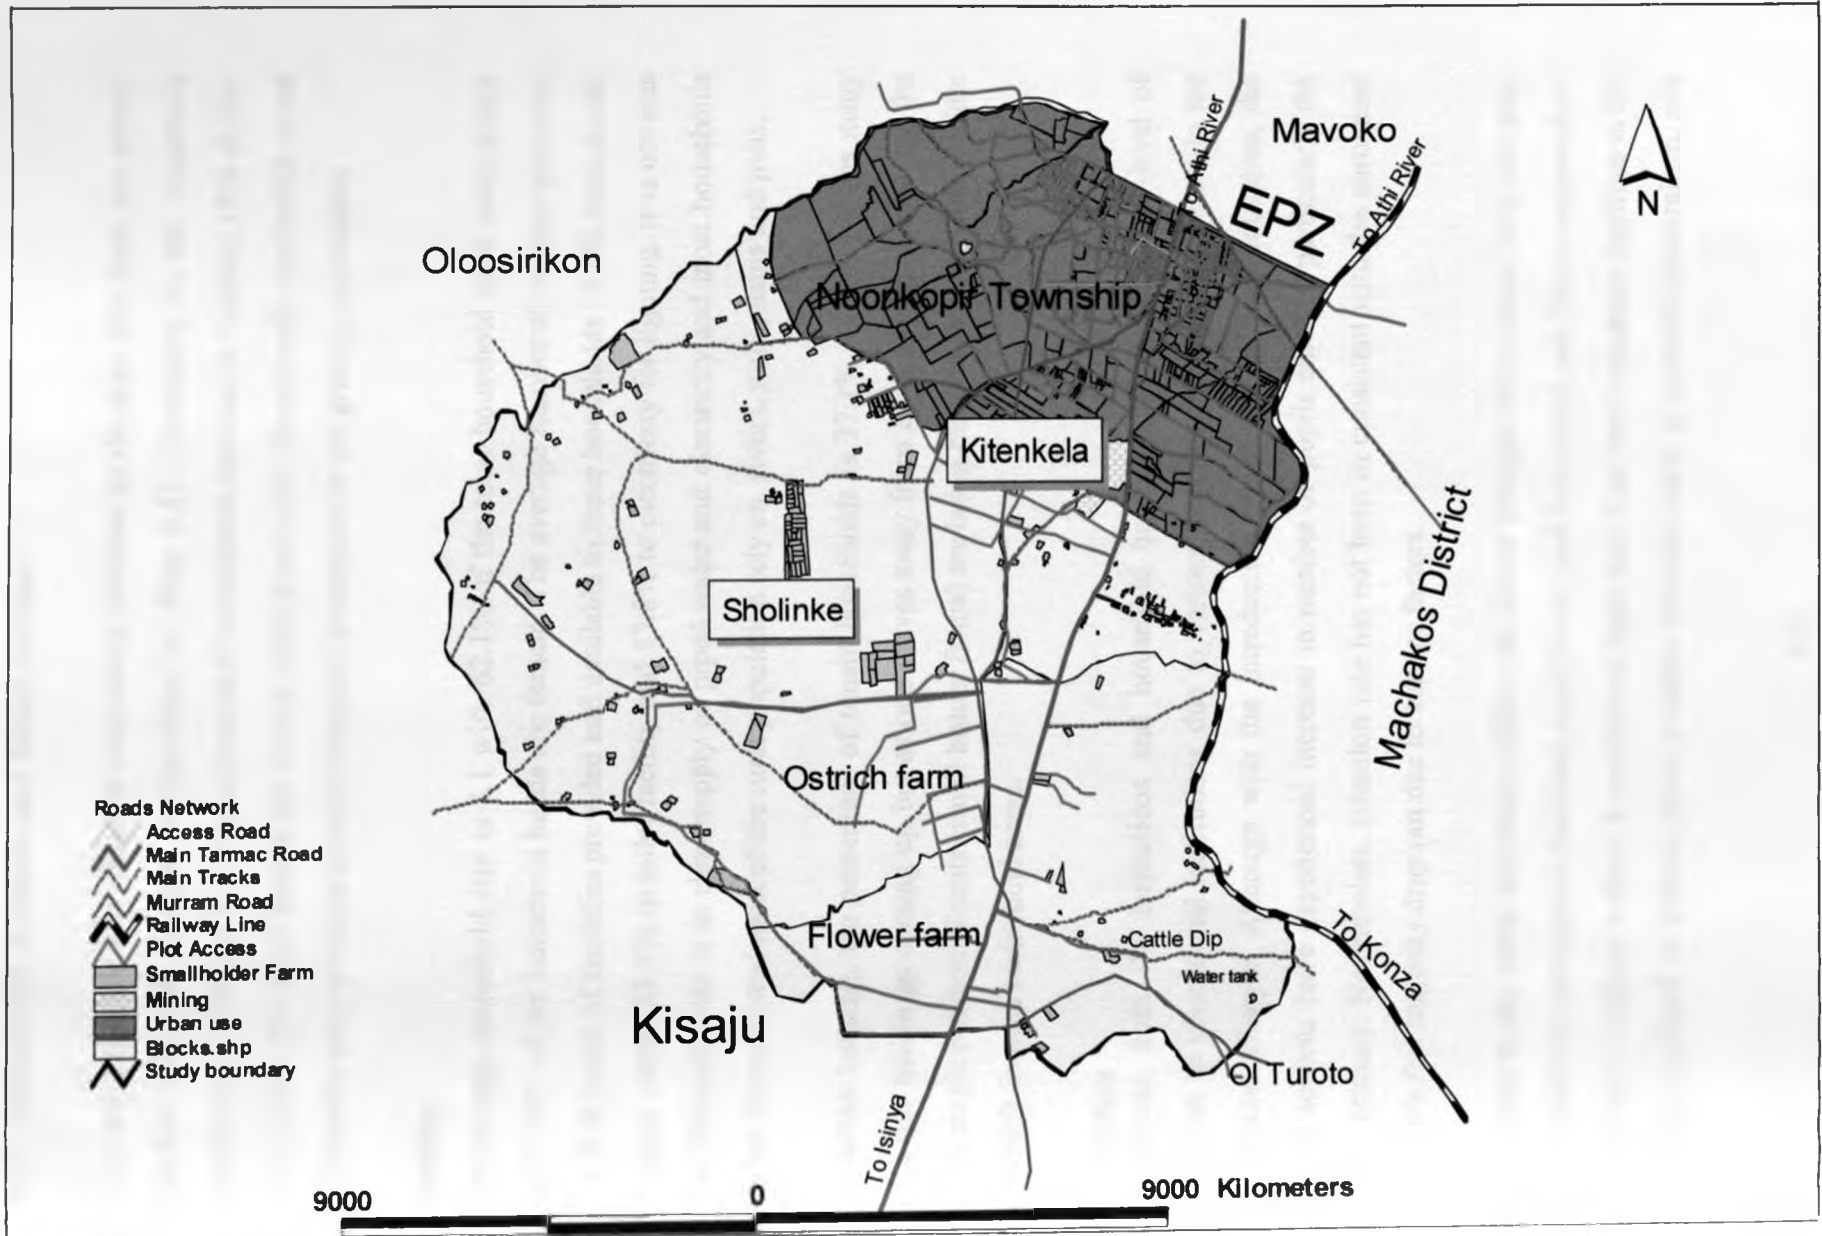 Mavoko
To Athi River
EPZ
To Athi River
N
Oloosirikon
Noonkopir Township
Kitenkela
Machakos District
Sholinke
Ostrich farm
Roads Network
Access Road
Main Tarmac Road
Main Tracks
Murram Road
Railway Line
Plot Access
Smallholder Farm
Mining
Urban use
Blocks.shp
Study boundary
Flower farm
Cattle Dip
Water tank
To Konza
Kisaju
Ol Turoto
To Isinya
9000 0 9000 Kilometers